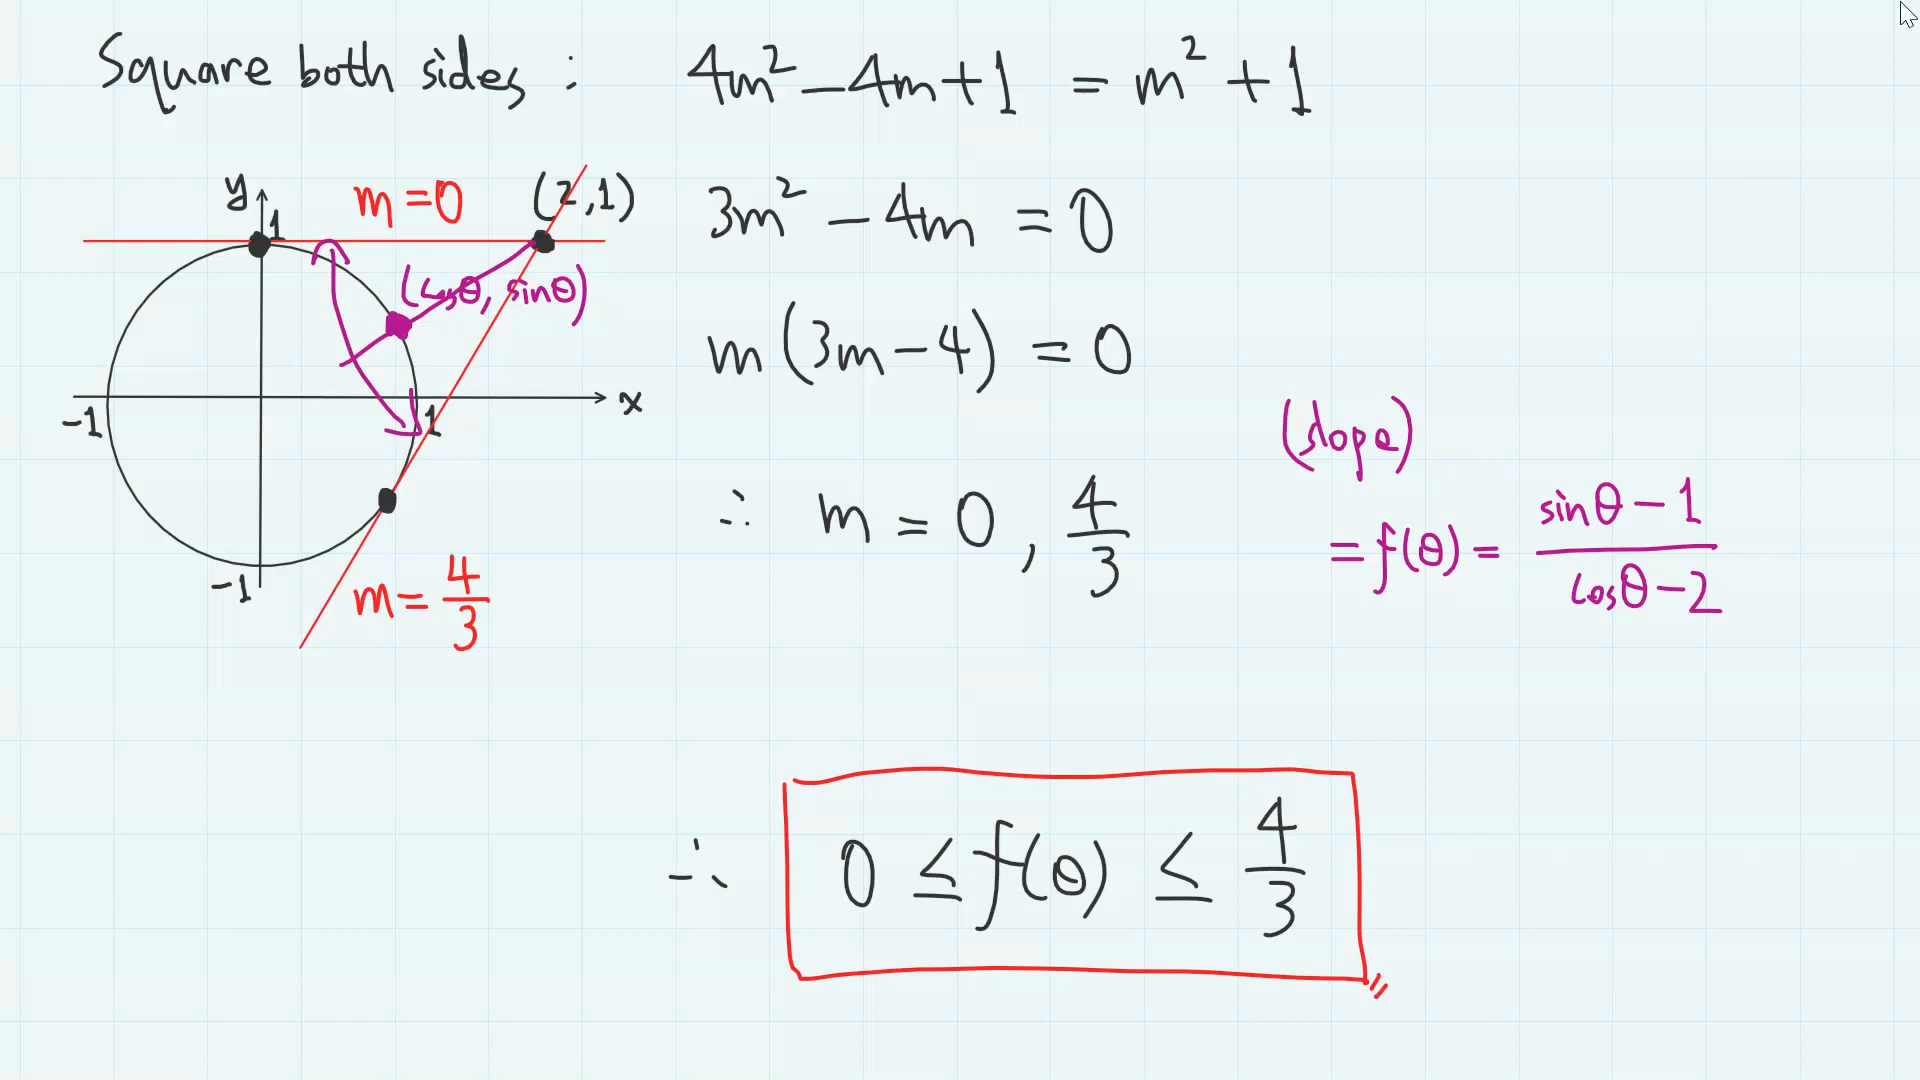 Square both sides : 4m² − 4m + 1 = m² + 1
y
1
m = 0
(2, 1)
3m² − 4m = 0
(cosθ, sinθ)
m(3m − 4) = 0
−1
1
x
(slope)
∴ m = 0, 4/3
= f(θ) = (sinθ − 1)/(cosθ − 2)
−1
m = 4/3
∴ 0 ≤ f(θ) ≤ 4/3